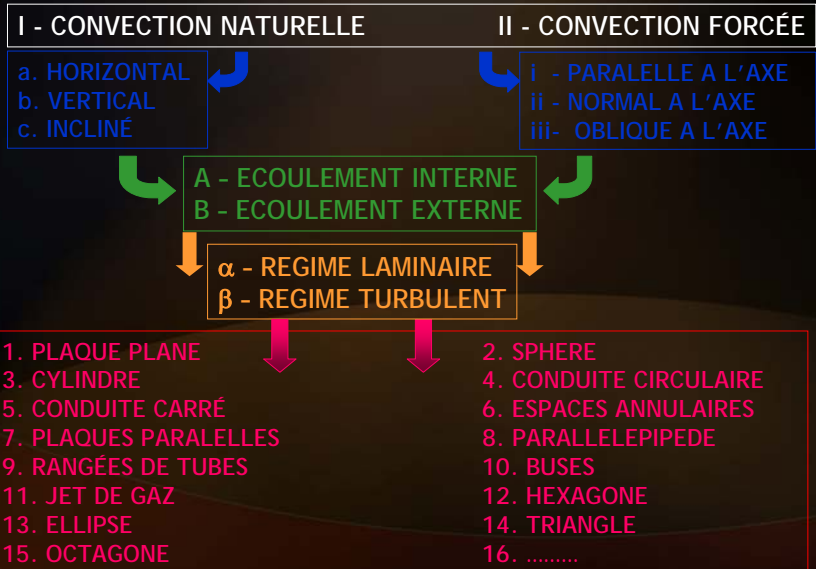 I - CONVECTION NATURELLE II - CONVECTION FORCÉE
a. HORIZONTAL
b. VERTICAL
c. INCLINÉ
i - PARALELLE A L'AXE
ii - NORMAL A L'AXE
iii- OBLIQUE A L'AXE
A - ECOULEMENT INTERNE
B - ECOULEMENT EXTERNE
α - REGIME LAMINAIRE
β - REGIME TURBULENT
1. PLAQUE PLANE 2. SPHERE
3. CYLINDRE 4. CONDUITE CIRCULAIRE
5. CONDUITE CARRÉ 6. ESPACES ANNULAIRES
7. PLAQUES PARALELLES 8. PARALLELEPIPEDE
9. RANGÉES DE TUBES 10. BUSES
11. JET DE GAZ 12. HEXAGONE
13. ELLIPSE 14. TRIANGLE
15. OCTAGONE 16. .........